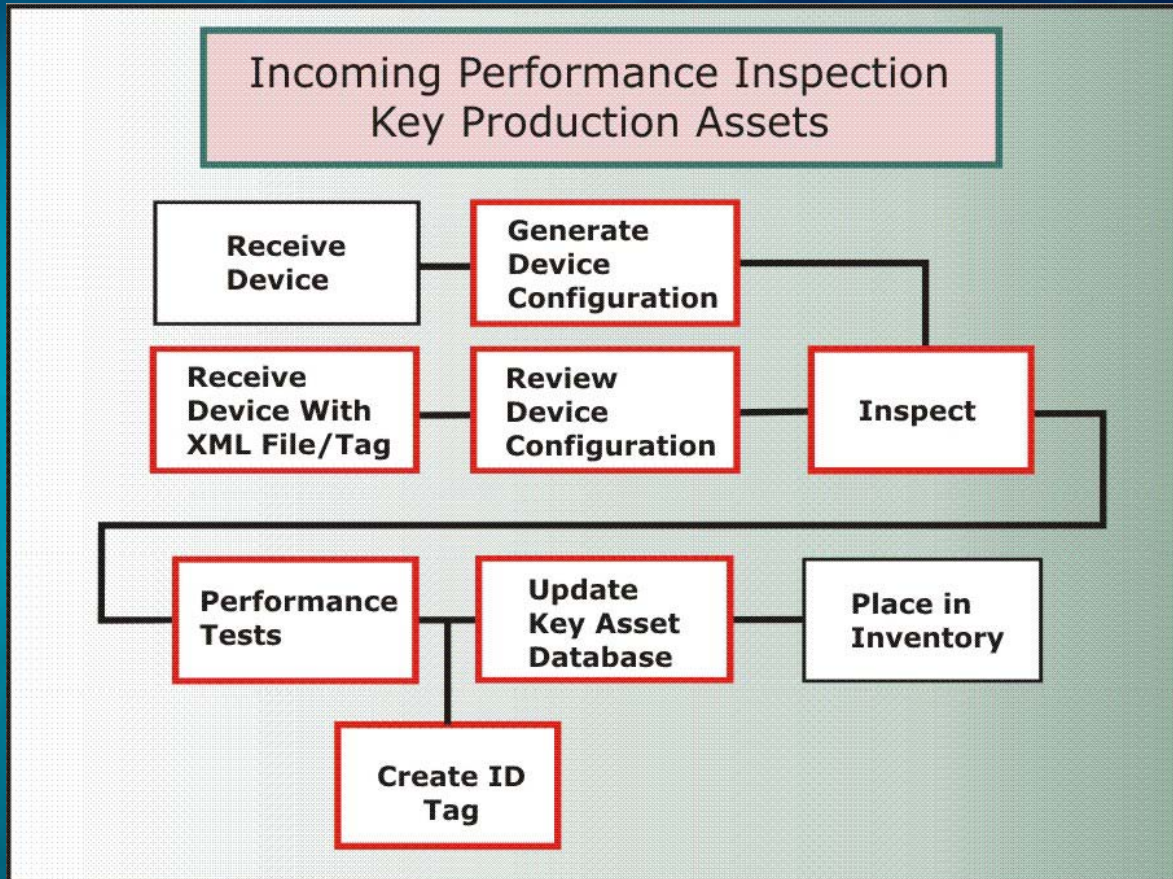 Incoming Performance Inspection
Key Production Assets
Receive
Device
Generate
Device
Configuration
Receive
Device With
XML File/Tag
Review
Device
Configuration
Inspect
Performance
Tests
Update
Key Asset
Database
Place in
Inventory
Create ID
Tag